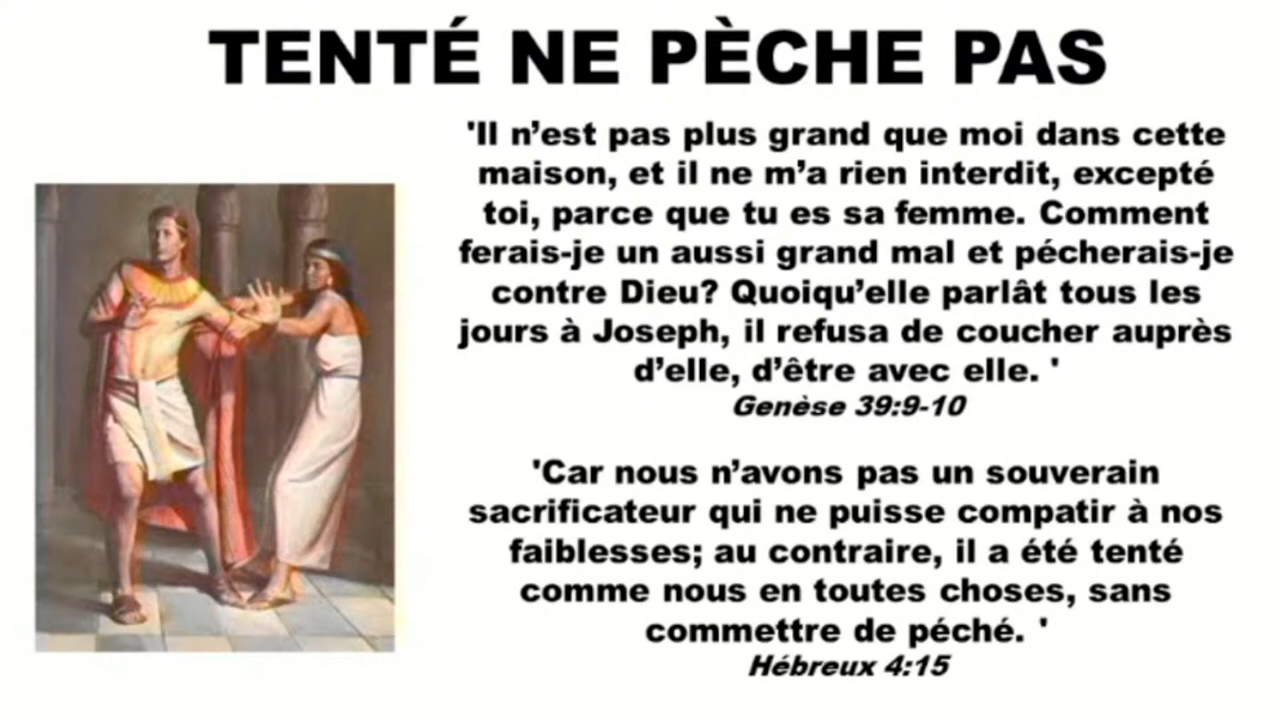 TENTÉ NE PÈCHE PAS
'Il n’est pas plus grand que moi dans cette
maison, et il ne m’a rien interdit, excepté
toi, parce que tu es sa femme. Comment
ferais-je un aussi grand mal et pécherais-je
contre Dieu? Quoiqu’elle parlât tous les
jours à Joseph, il refusa de coucher auprès
d’elle, d’être avec elle. '
Genèse 39:9-10
'Car nous n’avons pas un souverain
sacrificateur qui ne puisse compatir à nos
faiblesses; au contraire, il a été tenté
comme nous en toutes choses, sans
commettre de péché. '
Hébreux 4:15